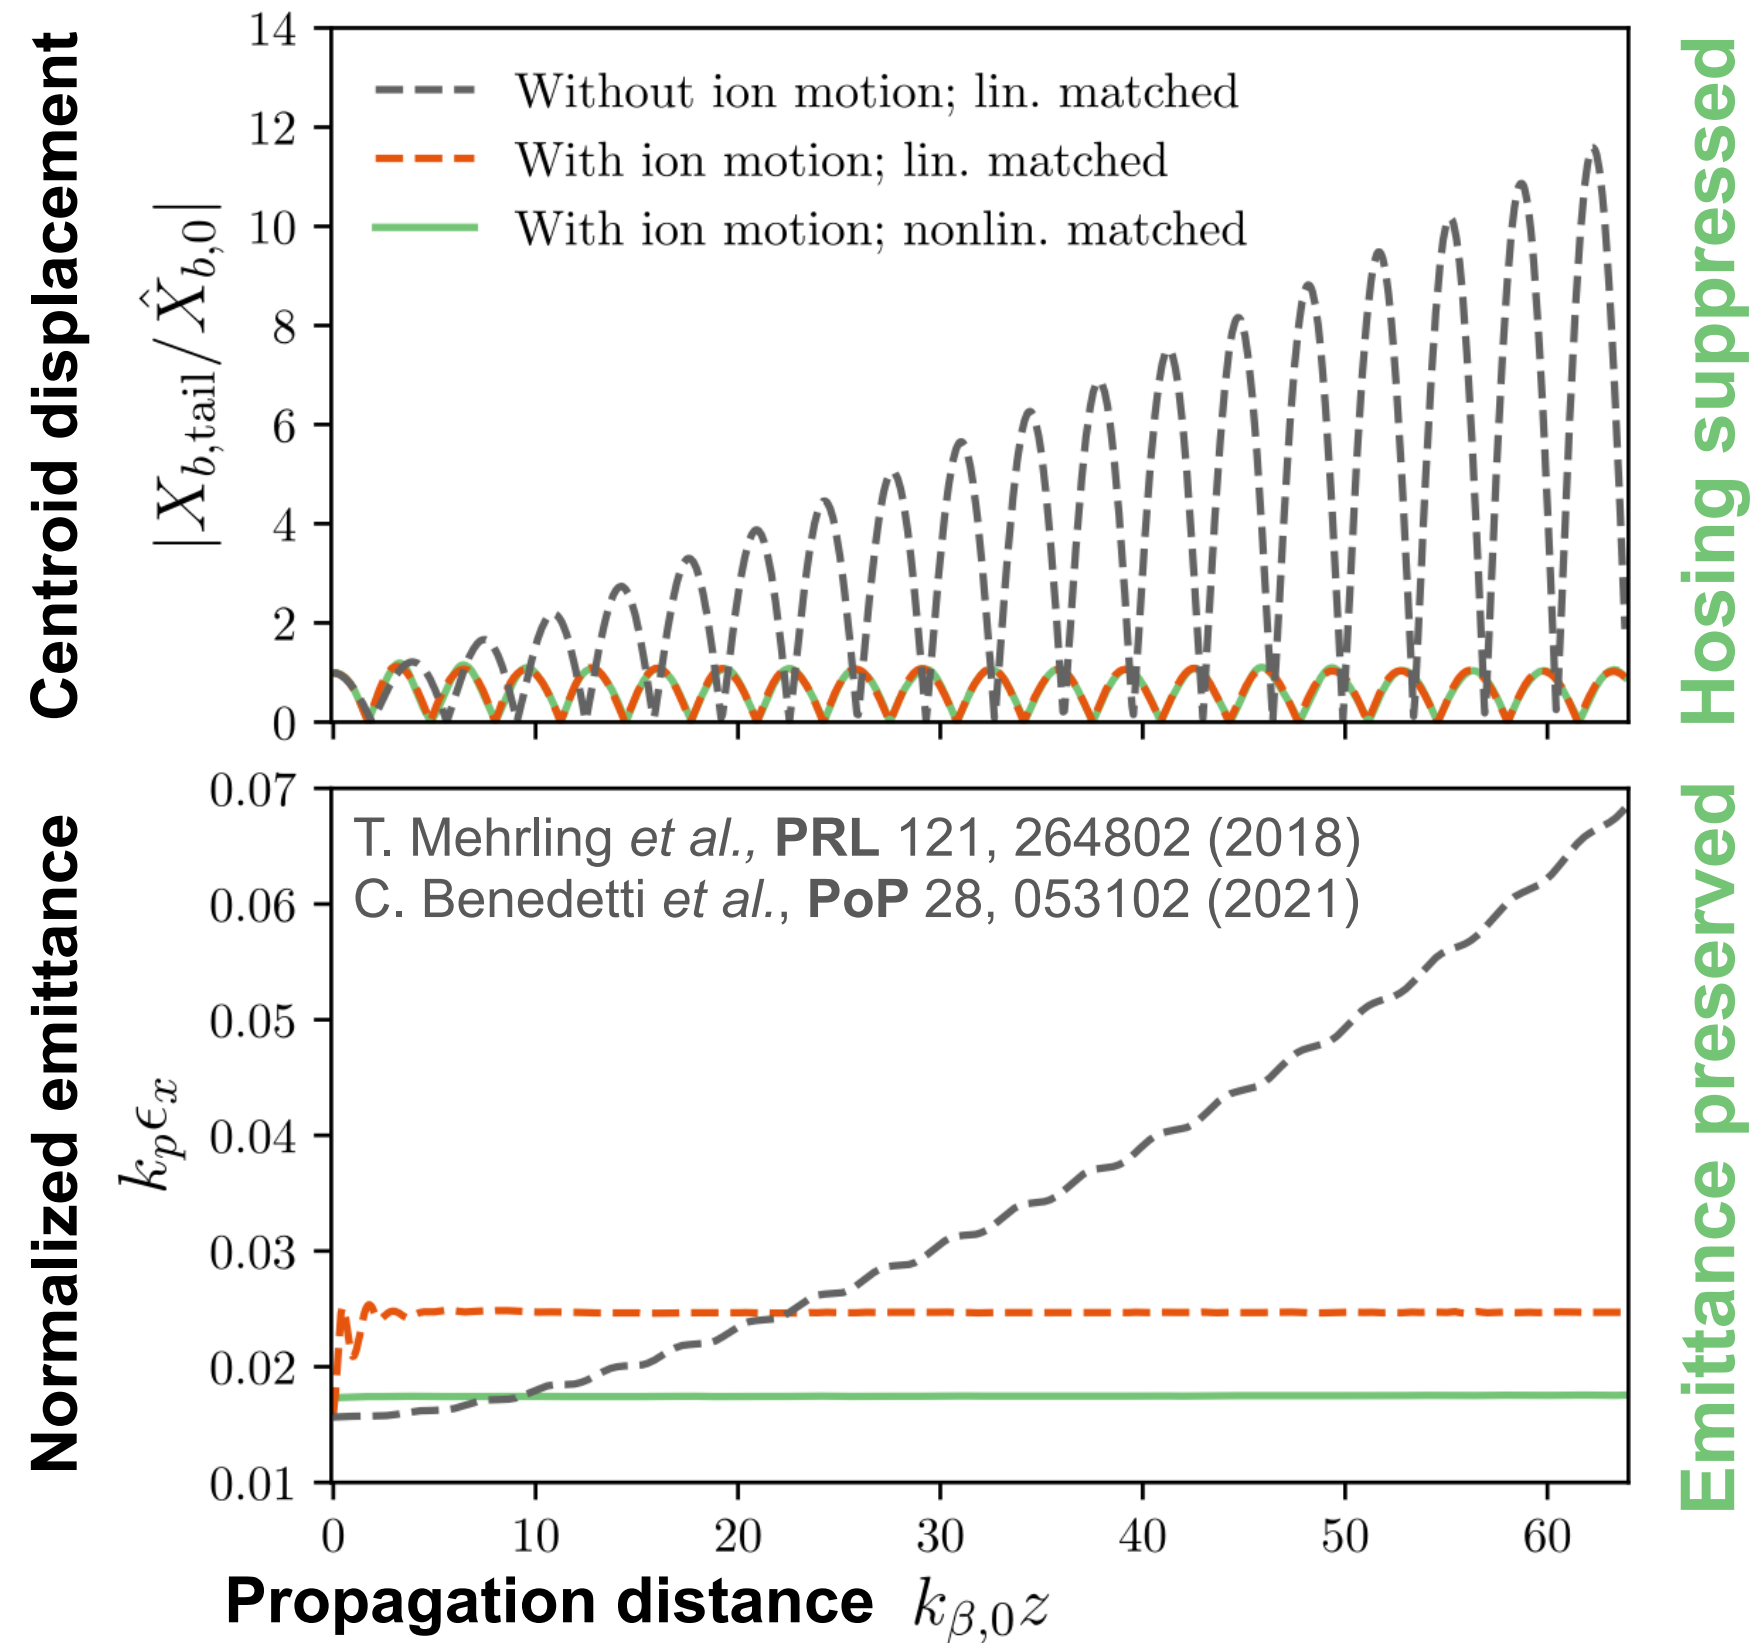 Centroid displacement
|X_{b,tail}/X̂_{b,0}|
14
12
10
8
6
4
2
0
Without ion motion; lin. matched
With ion motion; lin. matched
With ion motion; nonlin. matched
Hosing suppressed
Normalized emittance
k_pϵ_x
0.07
0.06
0.05
0.04
0.03
0.02
0.01
T. Mehrling et al., PRL 121, 264802 (2018)
C. Benedetti et al., PoP 28, 053102 (2021)
Emittance preserved
0 10 20 30 40 50 60
Propagation distance k_{β,0}z